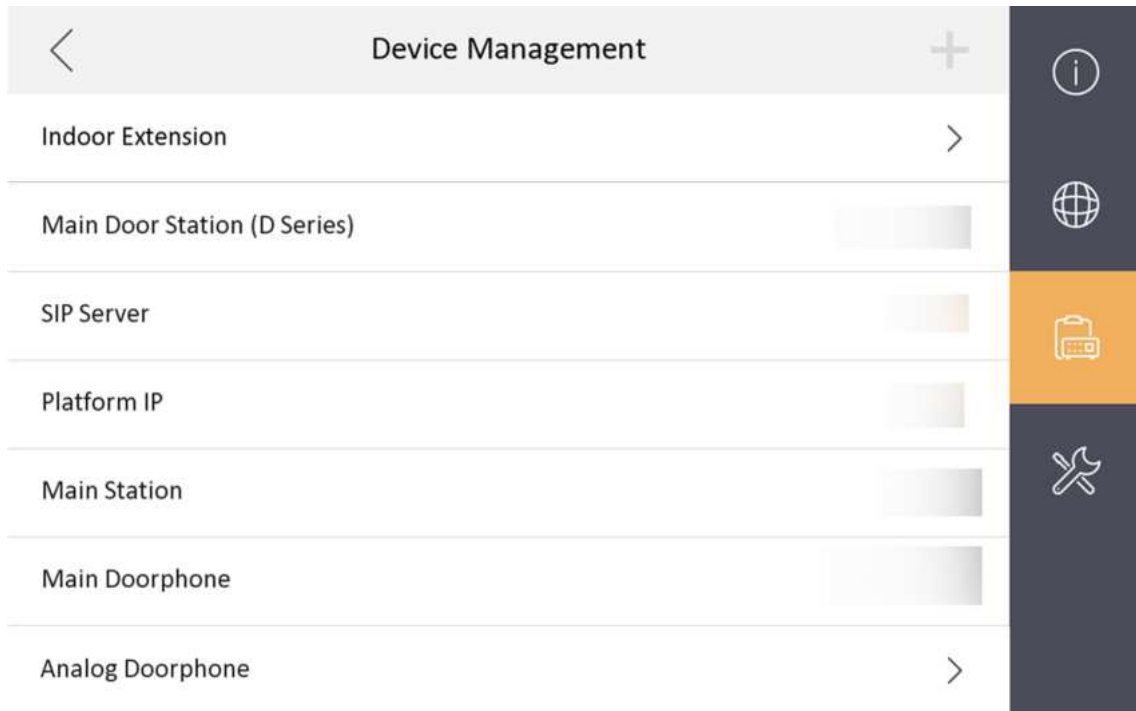 Device Management
Indoor Extension
Main Door Station (D Series)
SIP Server
Platform IP
Main Station
Main Doorphone
Analog Doorphone